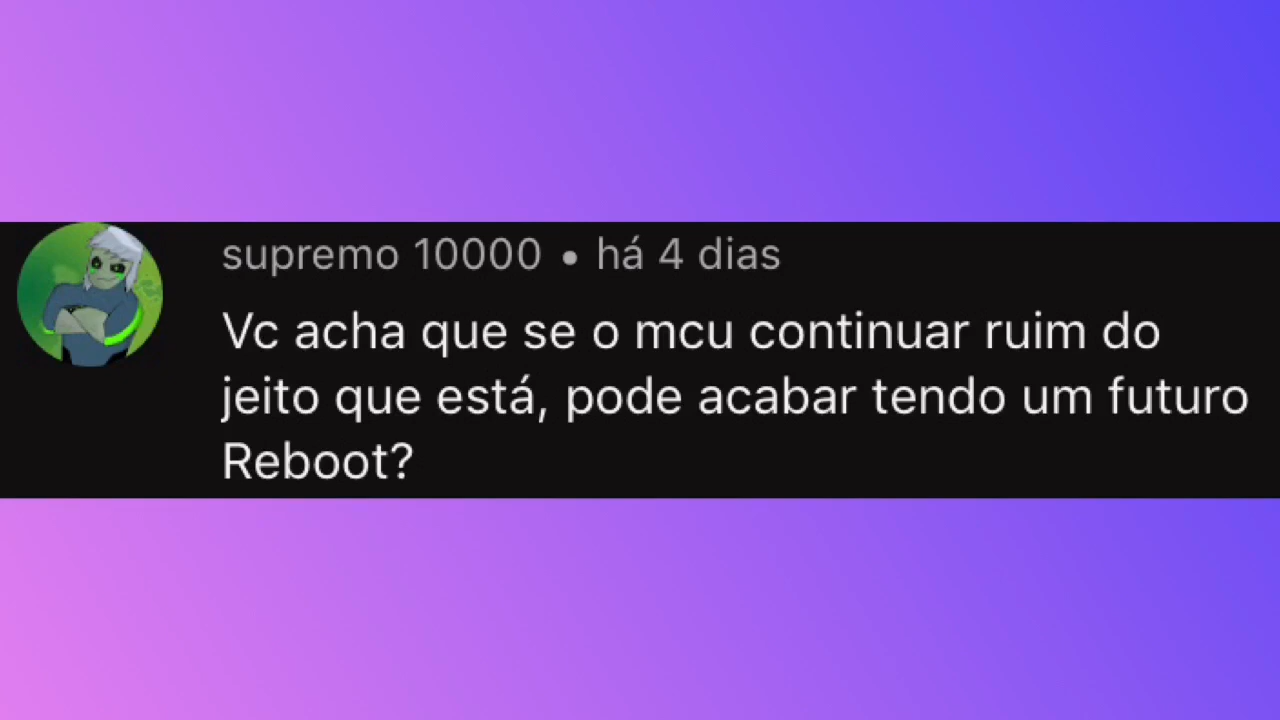 supremo 10000 • há 4 dias
Vc acha que se o mcu continuar ruim do
jeito que está, pode acabar tendo um futuro
Reboot?